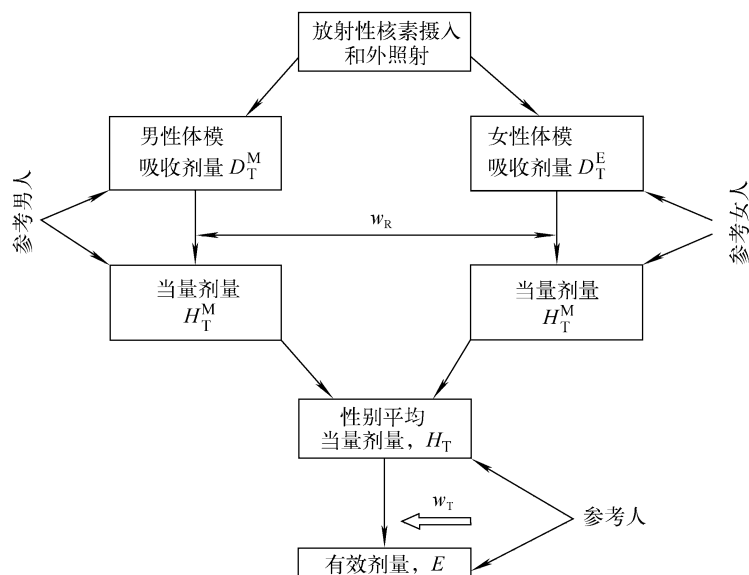 放射性核素摄入
和外照射
男性体模
吸收剂量 D_T^M
女性体模
吸收剂量 D_T^E
参考男人
参考女人
w_R
当量剂量
H_T^M
当量剂量
H_T^M
性别平均
当量剂量，H_T
w_T
参考人
有效剂量，E